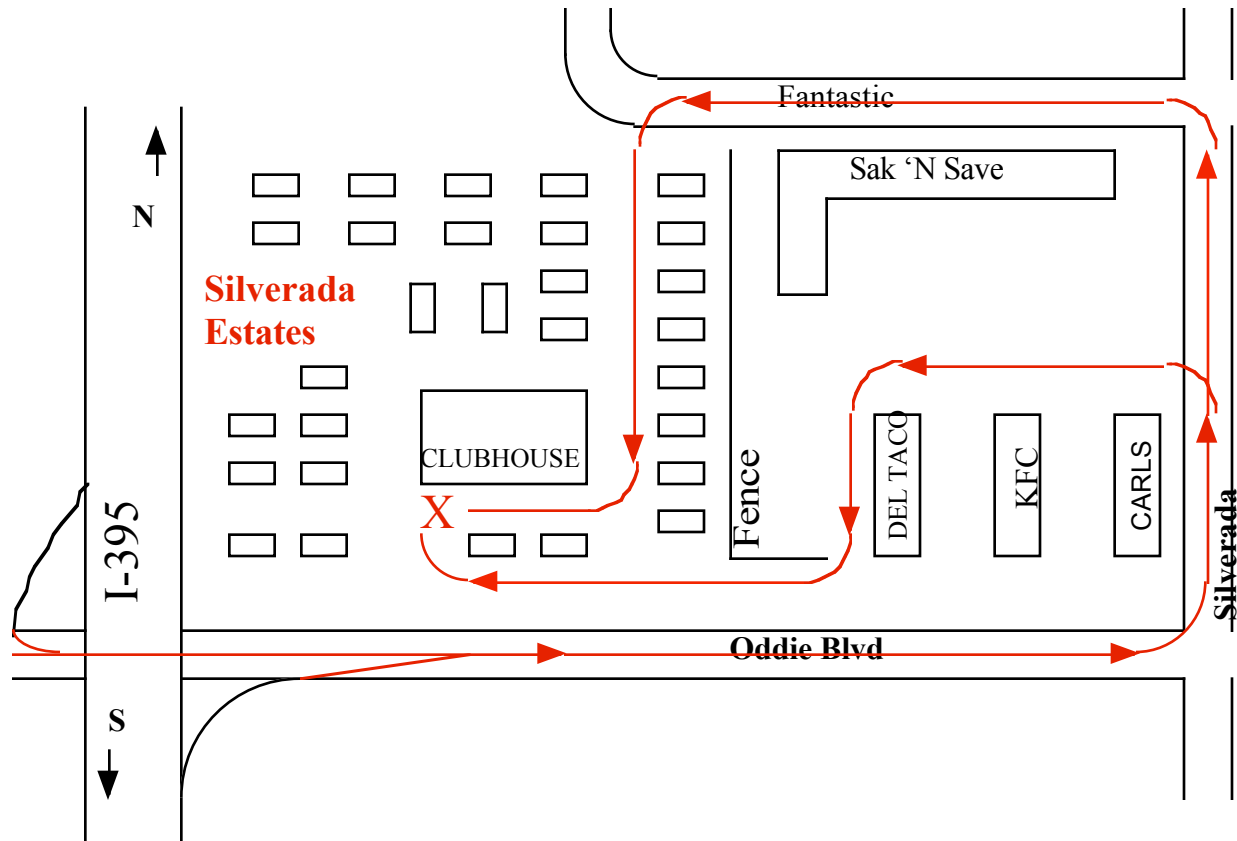 Fantastic
Sak ‘N Save
N
Silverada
Estates
CLUBHOUSE
X
I-395
Fence
DEL TACO
KFC
CARLS
Silverada
Oddie Blvd
S